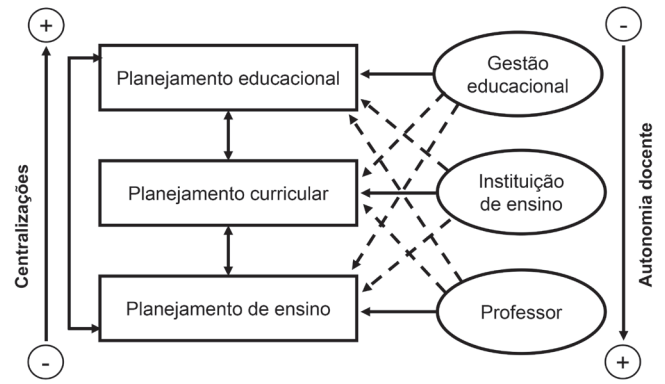 +
-
Planejamento educacional
Gestão
educacional
Centralizações
Planejamento curricular
Instituição
de ensino
Autonomia docente
Planejamento de ensino
Professor
-
+